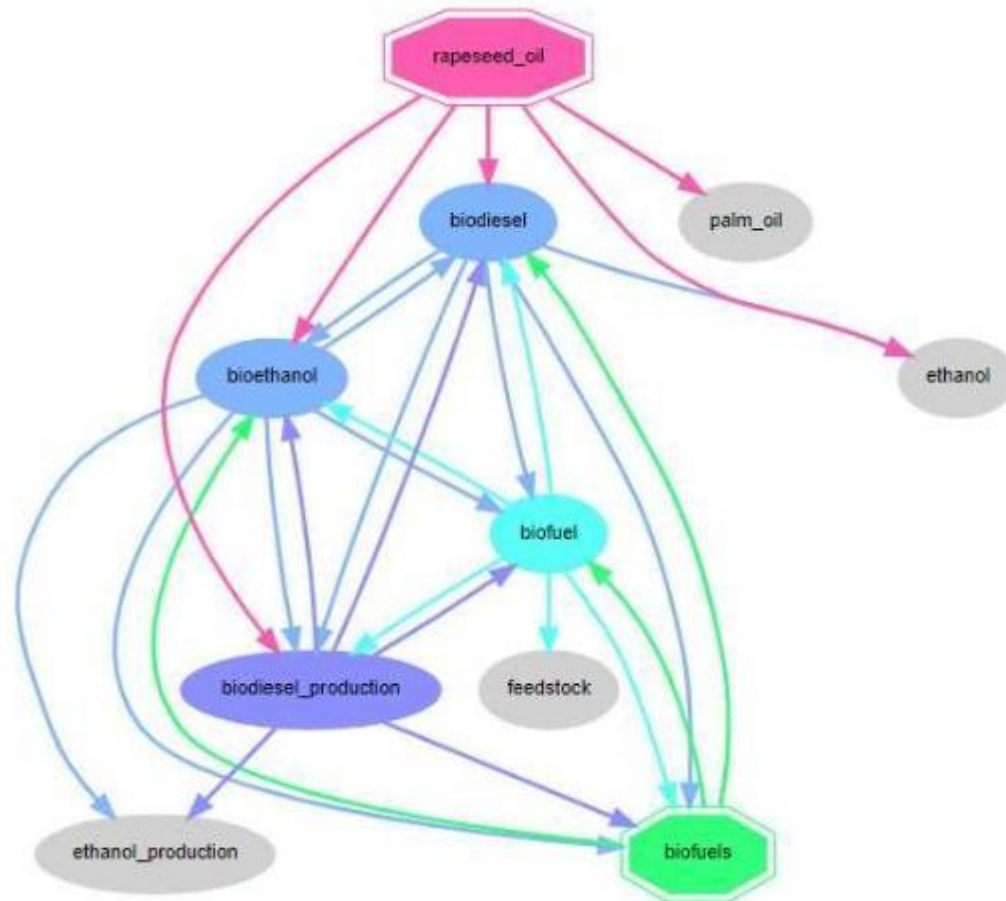 rapeseed_oil
biodiesel
palm_oil
bioethanol
ethanol
biofuel
biodiesel_production
feedstock
ethanol_production
biofuels